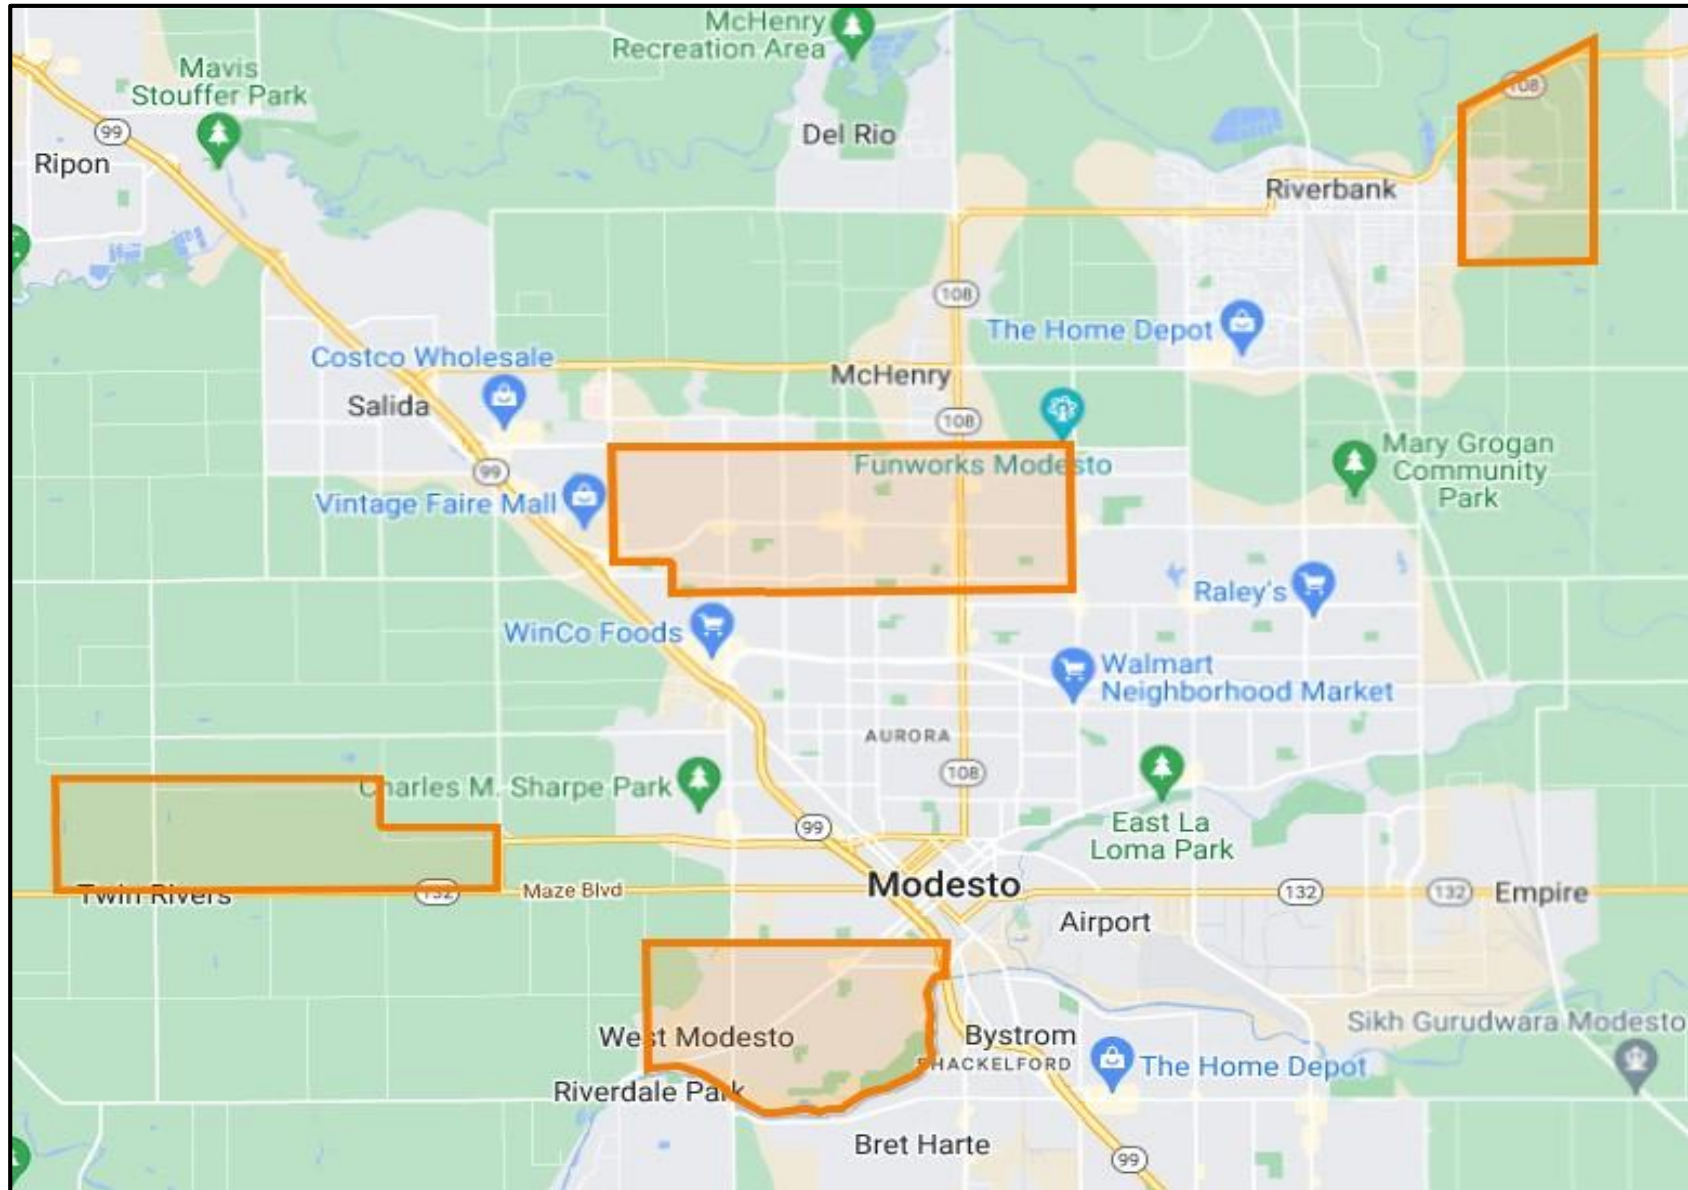 McHenry
Recreation Area
Mavis
Stouffer Park
108
99
Ripon
Del Rio
Riverbank
108
The Home Depot
Costco Wholesale
McHenry
Salida
108
Mary Grogan
Community
Park
99
Funworks Modesto
Vintage Faire Mall
Raley's
WinCo Foods
Walmart
Neighborhood Market
AURORA
108
Charles M. Sharpe Park
99
East La
Loma Park
Twin Rivers
132
Maze Blvd
Modesto
132
132
Empire
Airport
West Modesto
Bystrom
Sikh Gurudwara Modesto
SHACKELFORD
The Home Depot
Riverdale Park
Bret Harte
99